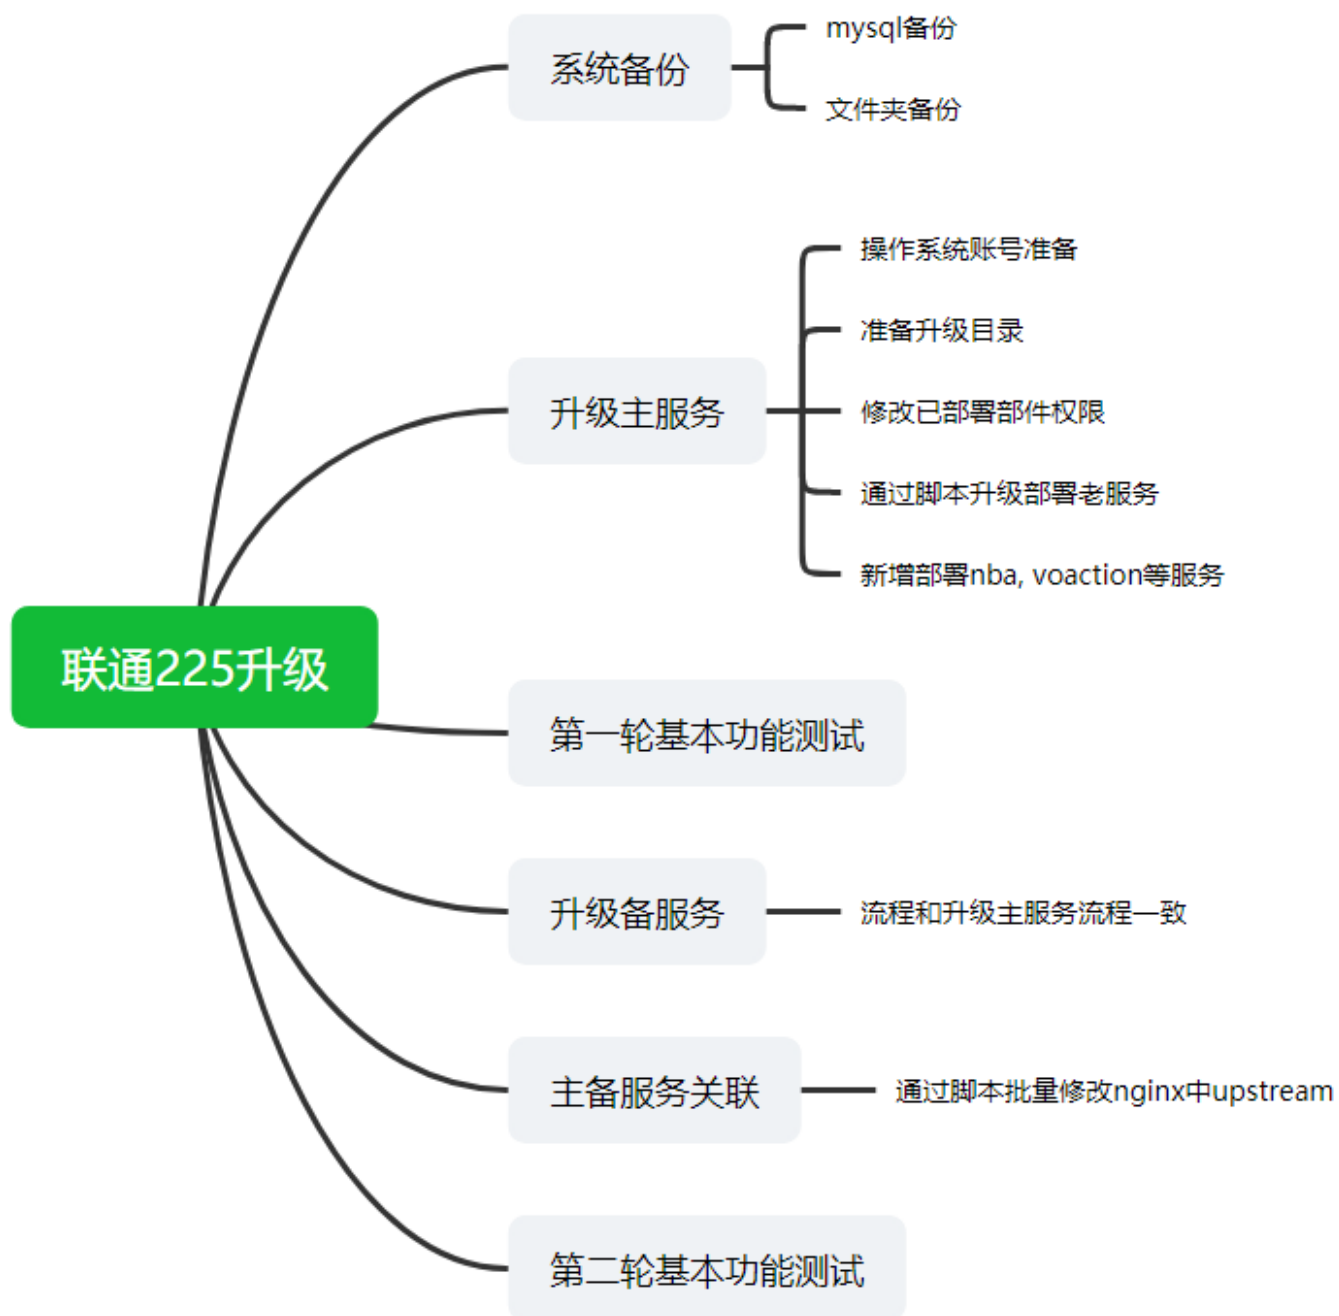 联通225升级
系统备份
mysql备份
文件夹备份
升级主服务
操作系统账号准备
准备升级目录
修改已部署部件权限
通过脚本升级部署老服务
新增部署nba, voaction等服务
第一轮基本功能测试
升级备服务
流程和升级主服务流程一致
主备服务关联
通过脚本批量修改nginx中upstream
第二轮基本功能测试